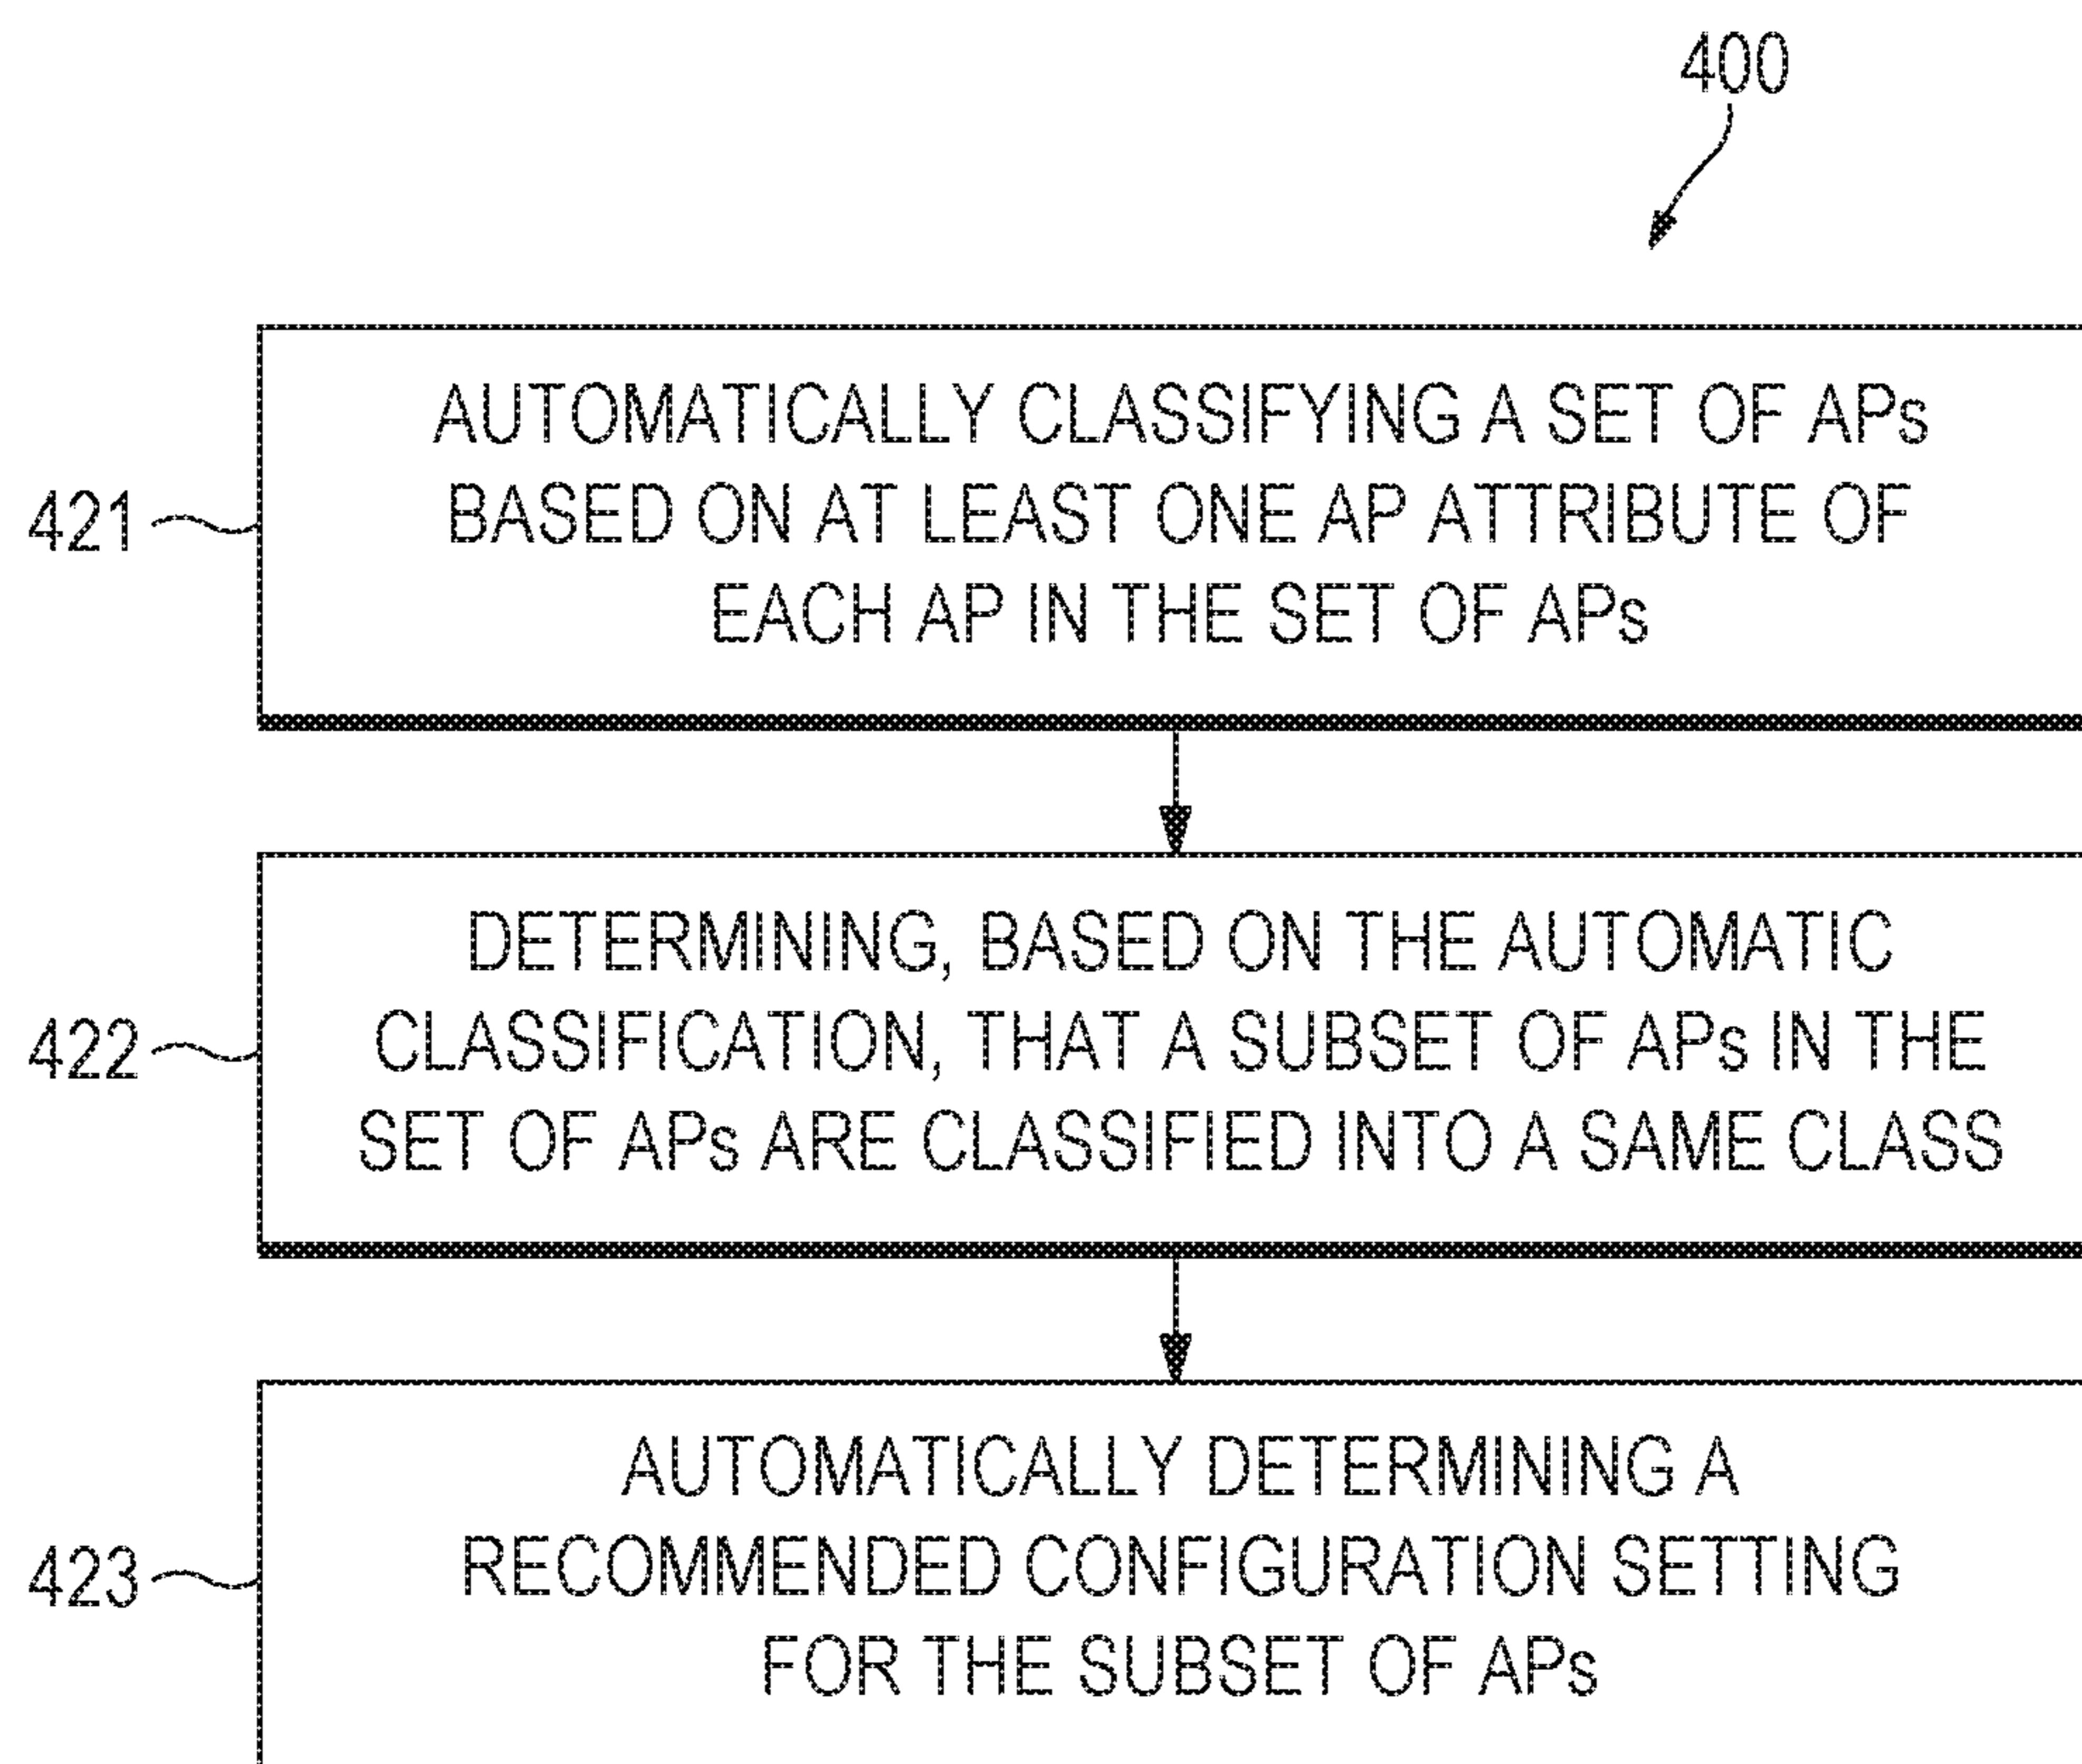 400
421
AUTOMATICALLY CLASSIFYING A SET OF APs
BASED ON AT LEAST ONE AP ATTRIBUTE OF
EACH AP IN THE SET OF APs
422
DETERMINING, BASED ON THE AUTOMATIC
CLASSIFICATION, THAT A SUBSET OF APs IN THE
SET OF APs ARE CLASSIFIED INTO A SAME CLASS
423
AUTOMATICALLY DETERMINING A
RECOMMENDED CONFIGURATION SETTING
FOR THE SUBSET OF APs